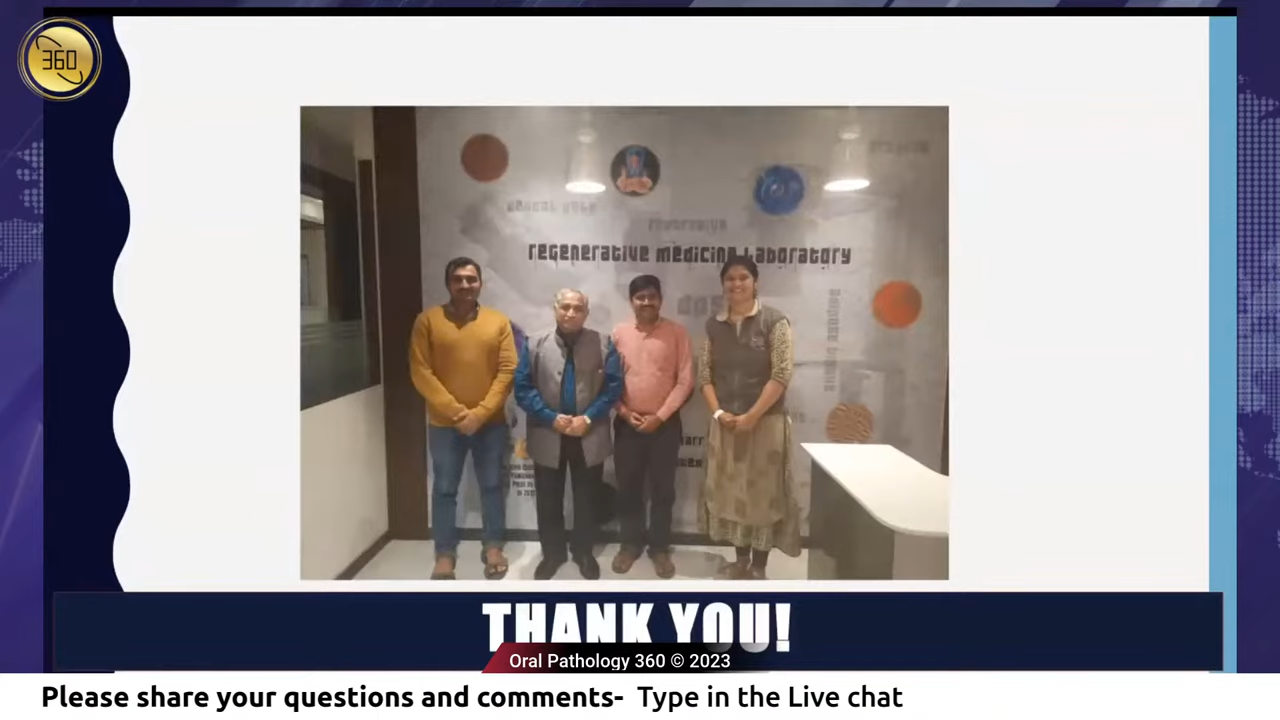 360
REGENERATIVE MEDICINE LABORATORY
THANK YOU!
Oral Pathology 360 © 2023
Please share your questions and comments- Type in the Live chat